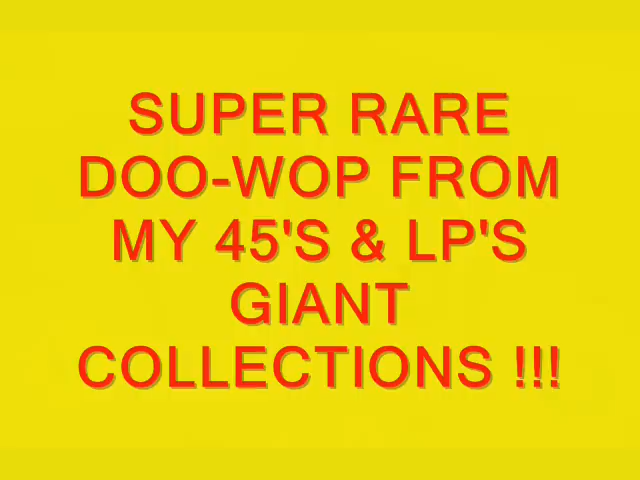 SUPER RARE
DOO-WOP FROM
MY 45'S & LP'S
GIANT
COLLECTIONS !!!